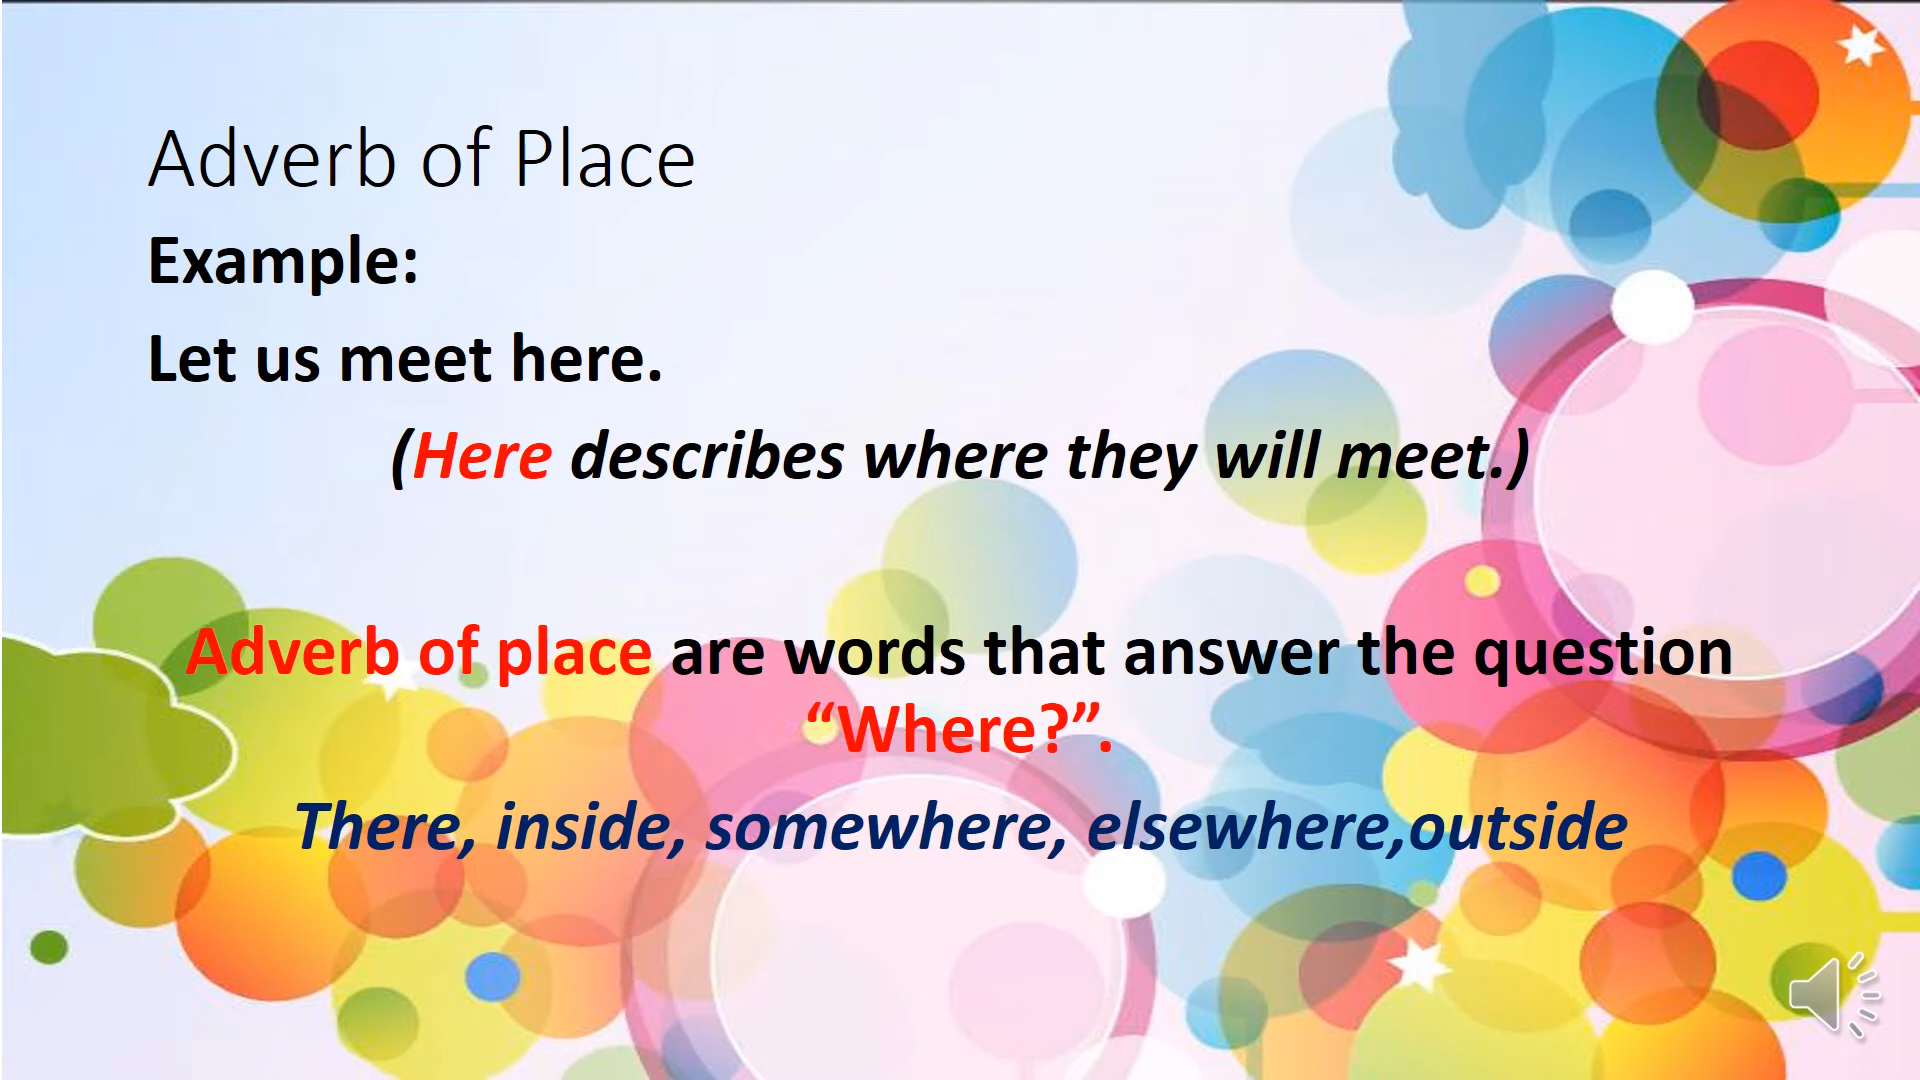 Adverb of Place
Example:
Let us meet here.
(Here describes where they will meet.)
Adverb of place are words that answer the question
“Where?”.
There, inside, somewhere, elsewhere,outside